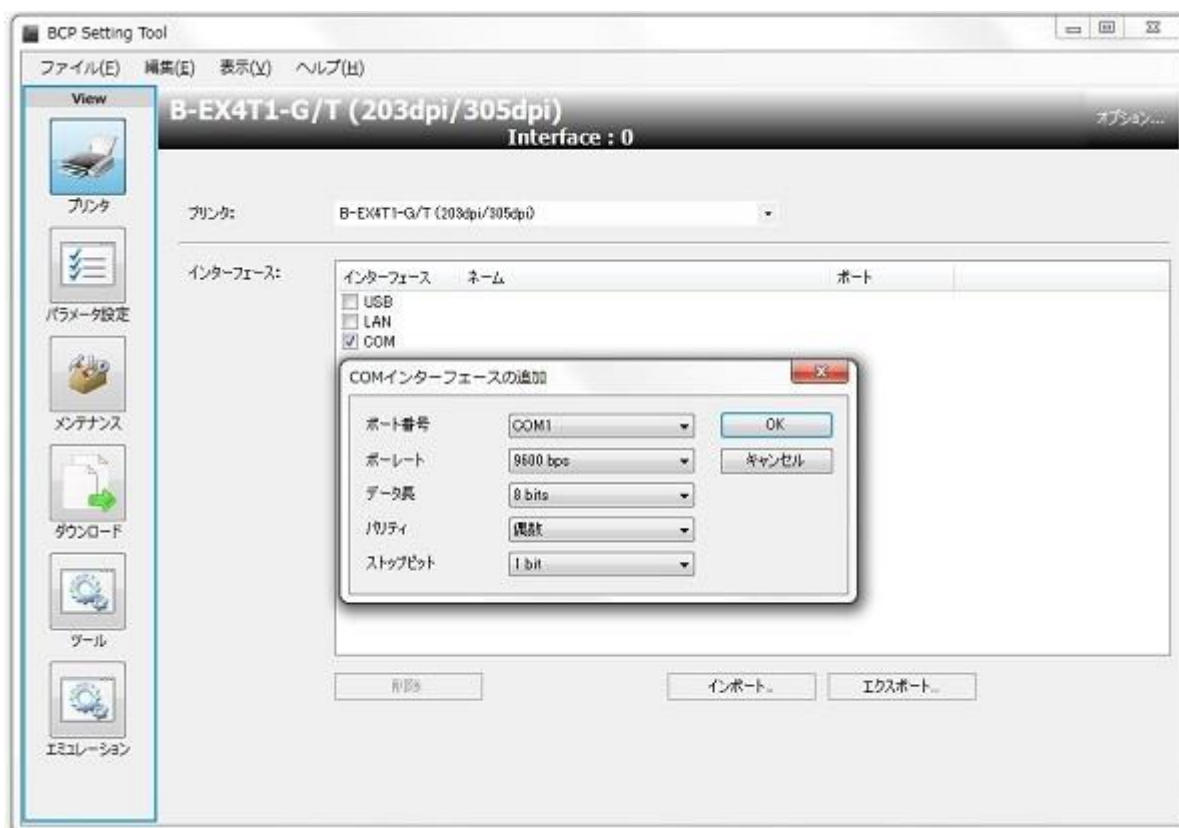 BCP Setting Tool
ファイル(E) 編集(E) 表示(V) ヘルプ(H)
View
B-EX4T1-G/T (203dpi/305dpi)
Interface : 0
オプション...
プリンタ
プリンタ:
B-EX4T1-G/T (203dpi/305dpi)
インターフェース:
インターフェース ネーム ポート
USB
LAN
COM
パラメータ設定
COMインターフェースの追加
ポート番号 COM1 OK
ボーレート 9600 bps キャンセル
データ長 8 bits
パリティ 偶数
ストップビット 1 bit
メンテナンス
ダウンロード
ツール
エミュレーション
削除
インポート...
エクスポート...